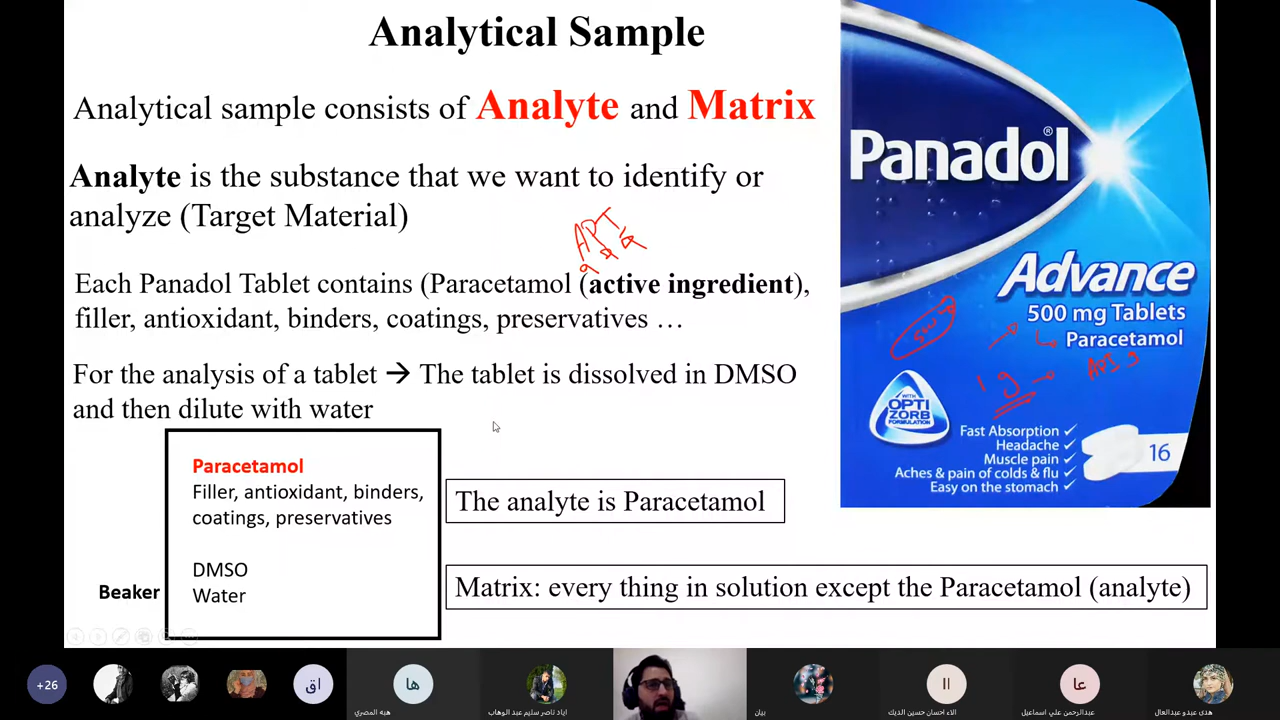 Analytical Sample
Analytical sample consists of Analyte and Matrix
Analyte is the substance that we want to identify or
analyze (Target Material)
API
Each Panadol Tablet contains (Paracetamol (active ingredient),
filler, antioxidant, binders, coatings, preservatives …
For the analysis of a tablet → The tablet is dissolved in DMSO
and then dilute with water
Paracetamol
Filler, antioxidant, binders,
coatings, preservatives
DMSO
Water
Beaker
The analyte is Paracetamol
Matrix: every thing in solution except the Paracetamol (analyte)
Panadol®
Advance
500 mg Tablets
Paracetamol
1 g
API
WITH
OPTI
ZORB
FORMULATION
Fast Absorption ✓
Headache ✓
Muscle pain ✓
Aches & pain of colds & flu ✓
Easy on the stomach ✓
16
+26
اق
ها
هبه المصري
اياد ناصر سليم عبد الوهاب
بيان
اا
الاء احسان حسين الديك
عا
عبدالرحمن علي اسماعيل
هدى عبدو عبدالعال